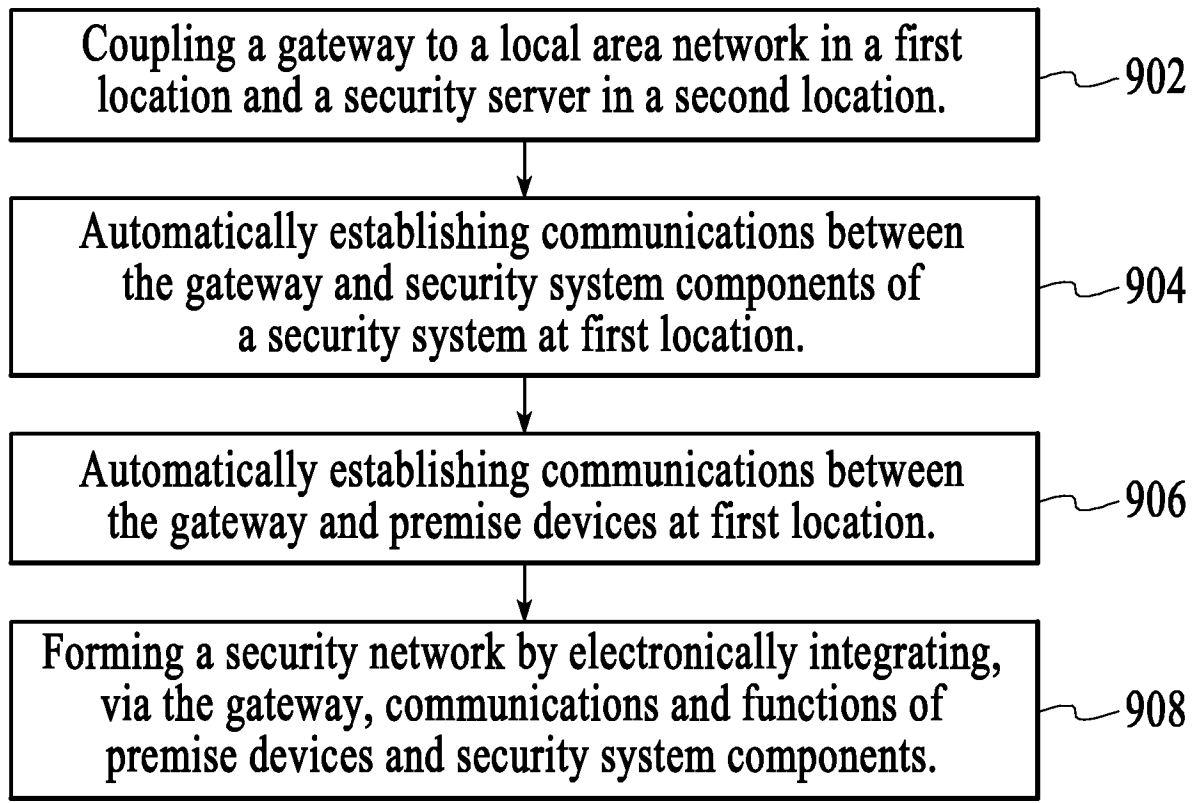 Coupling a gateway to a local area network in a first
location and a security server in a second location.
902
Automatically establishing communications between
the gateway and security system components of
a security system at first location.
904
Automatically establishing communications between
the gateway and premise devices at first location.
906
Forming a security network by electronically integrating,
via the gateway, communications and functions of
premise devices and security system components.
908